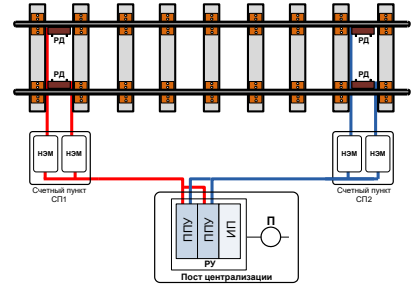 РД
РД
РД
РД
НЭМ
НЭМ
НЭМ
НЭМ
Счетный пункт
СП1
Счетный пункт
СП2
ППУ
ППУ
ИП
П
РУ
Пост централизации